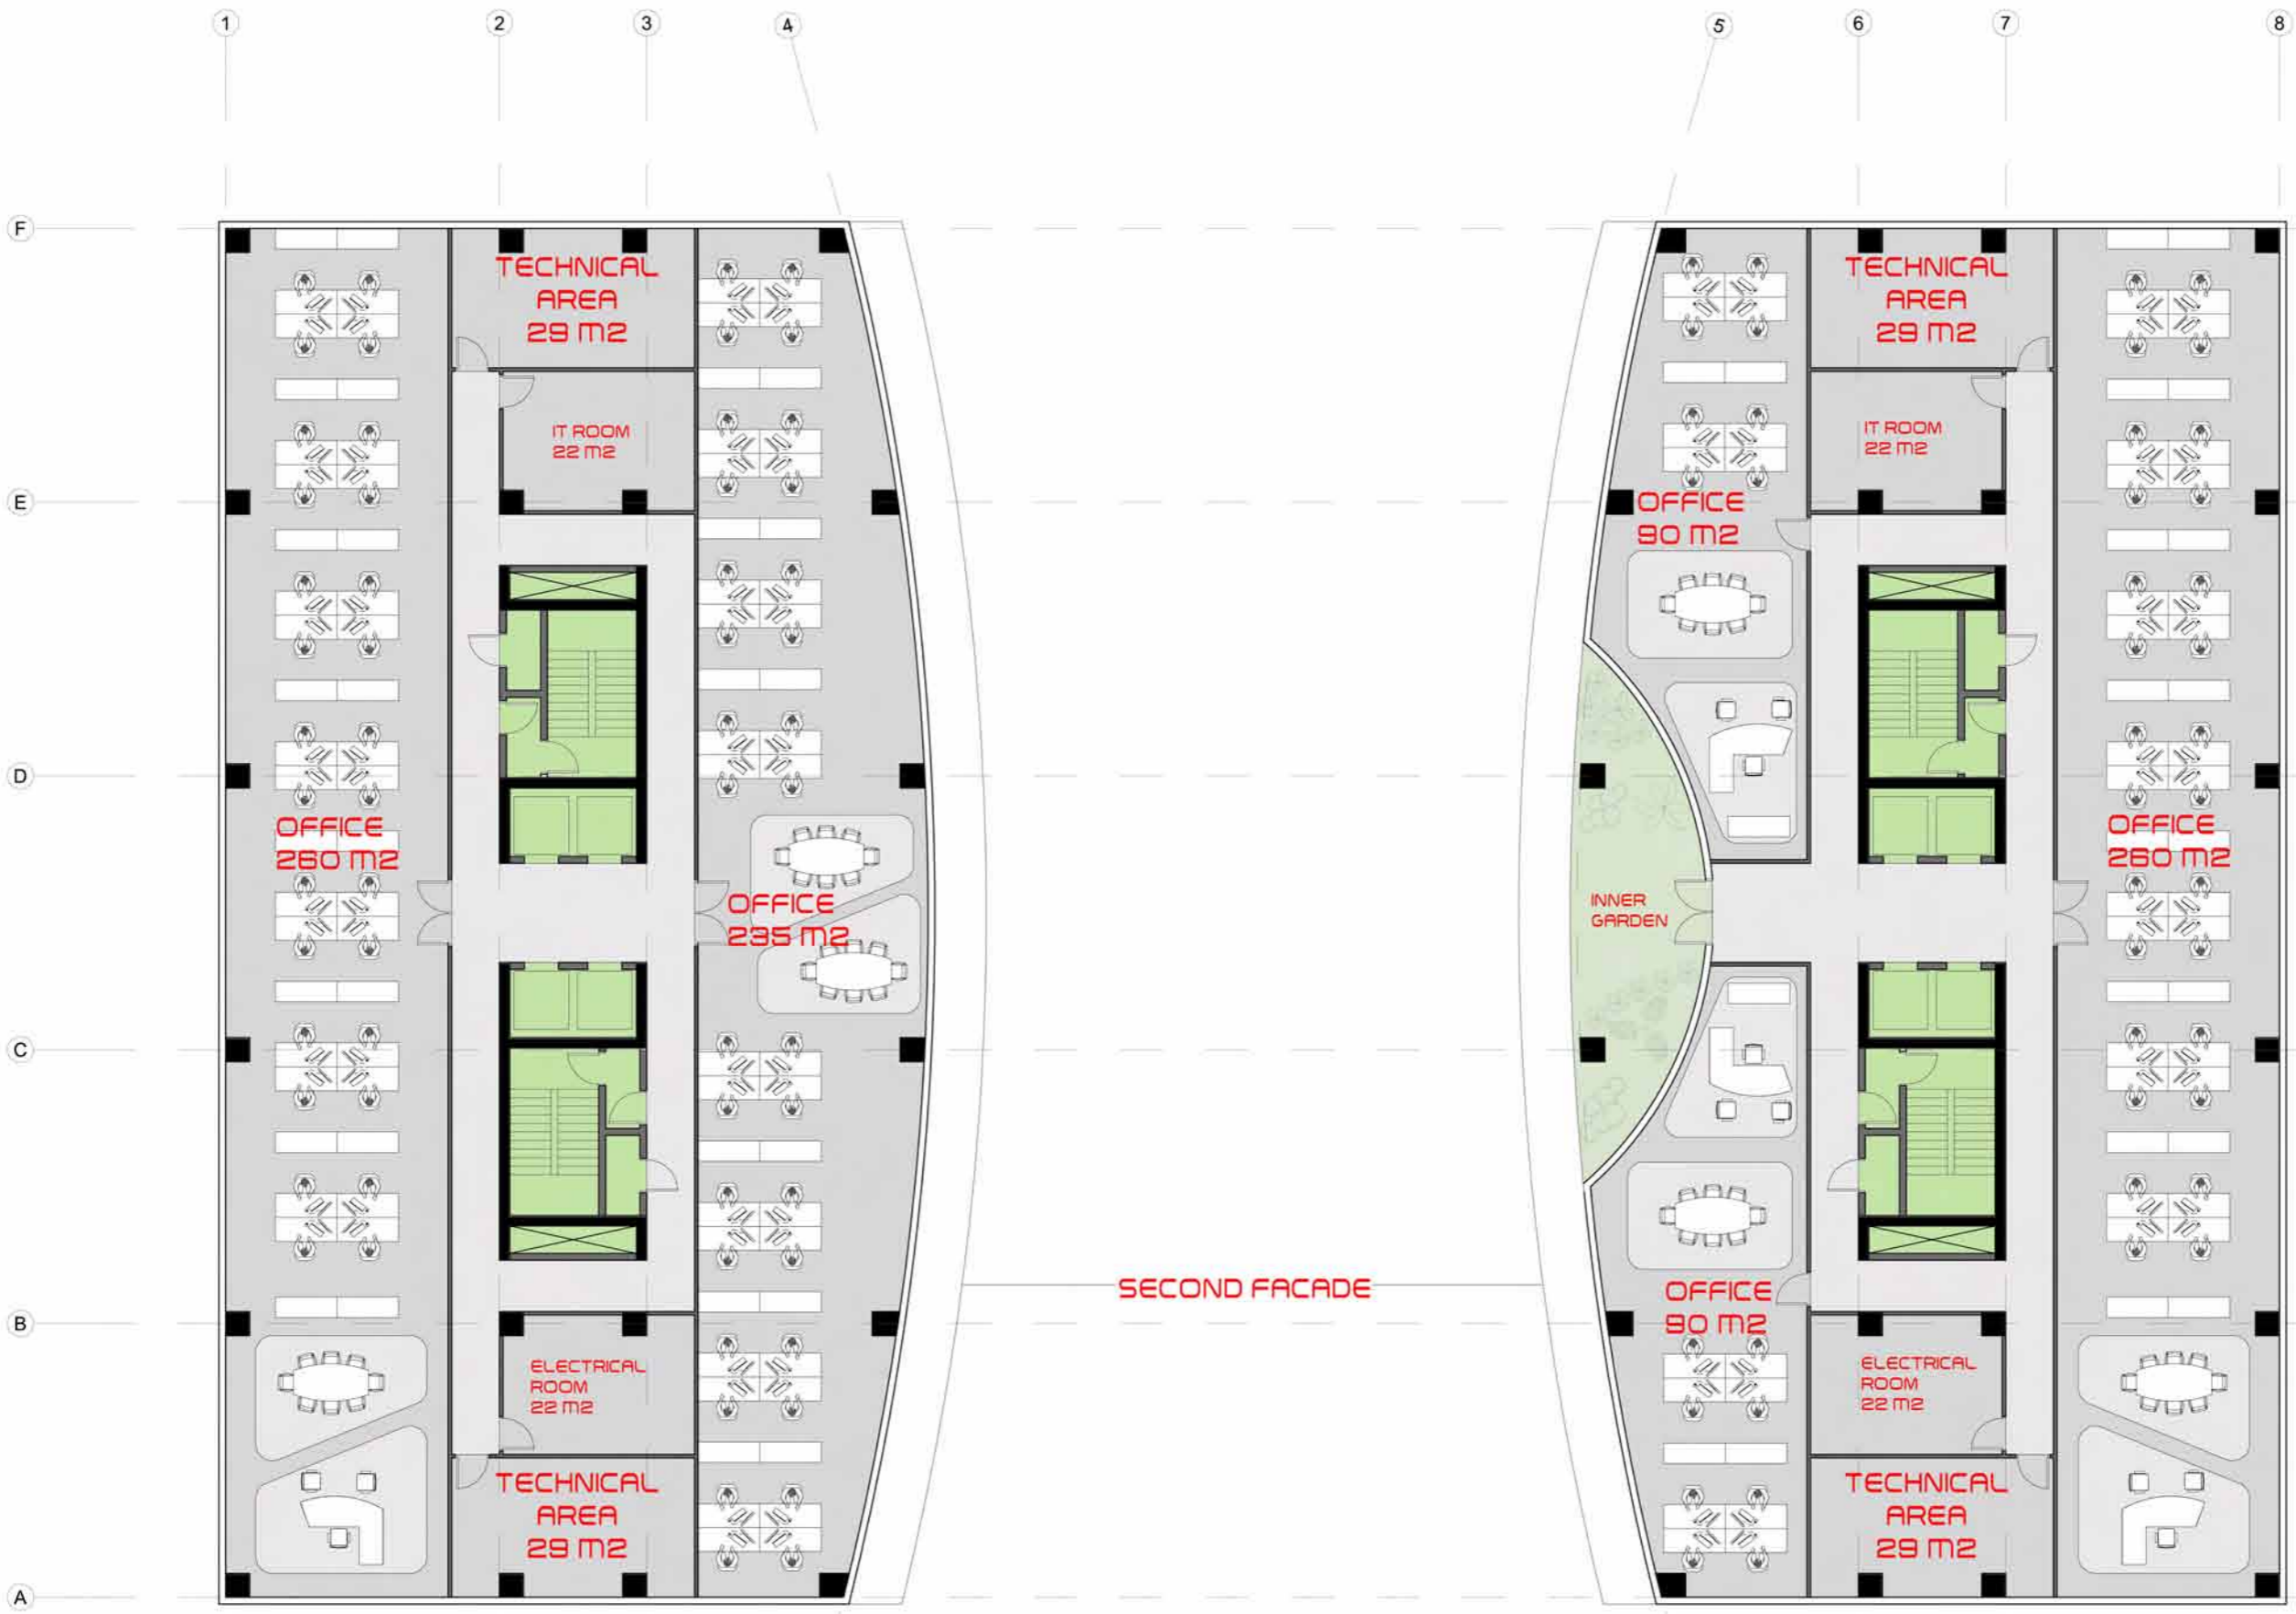 1 2 3 4 5 6 7 8
F
TECHNICAL
AREA
29 m2
TECHNICAL
AREA
29 m2
IT ROOM
22 m2
IT ROOM
22 m2
E
OFFICE
90 m2
D
OFFICE
260 m2
OFFICE
235 m2
INNER
GARDEN
OFFICE
260 m2
C
SECOND FACADE
OFFICE
90 m2
B
ELECTRICAL
ROOM
22 m2
ELECTRICAL
ROOM
22 m2
TECHNICAL
AREA
29 m2
TECHNICAL
AREA
29 m2
A